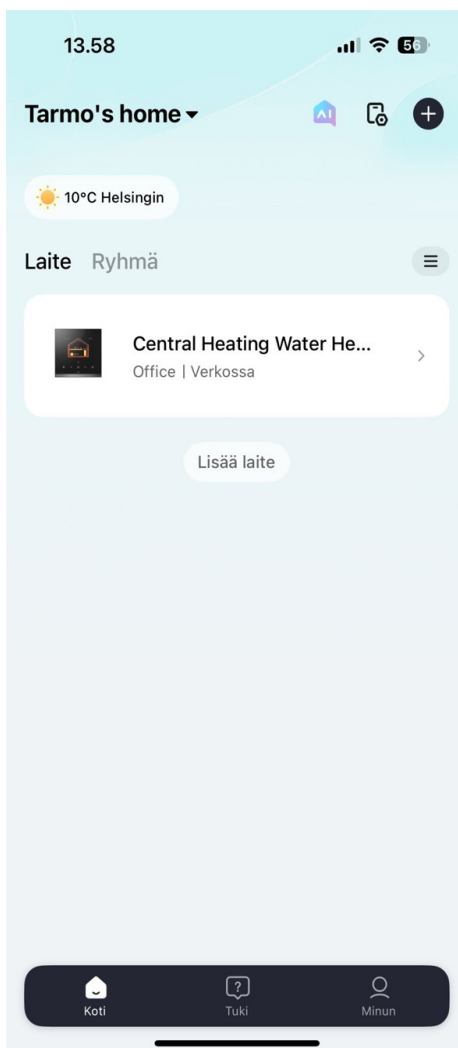 13.58
56
Tarmo's home
AI
10°C Helsingin
Laite Ryhmä
Central Heating Water He...
Office | Verkossa
Lisää laite
Koti
Tuki
Minun